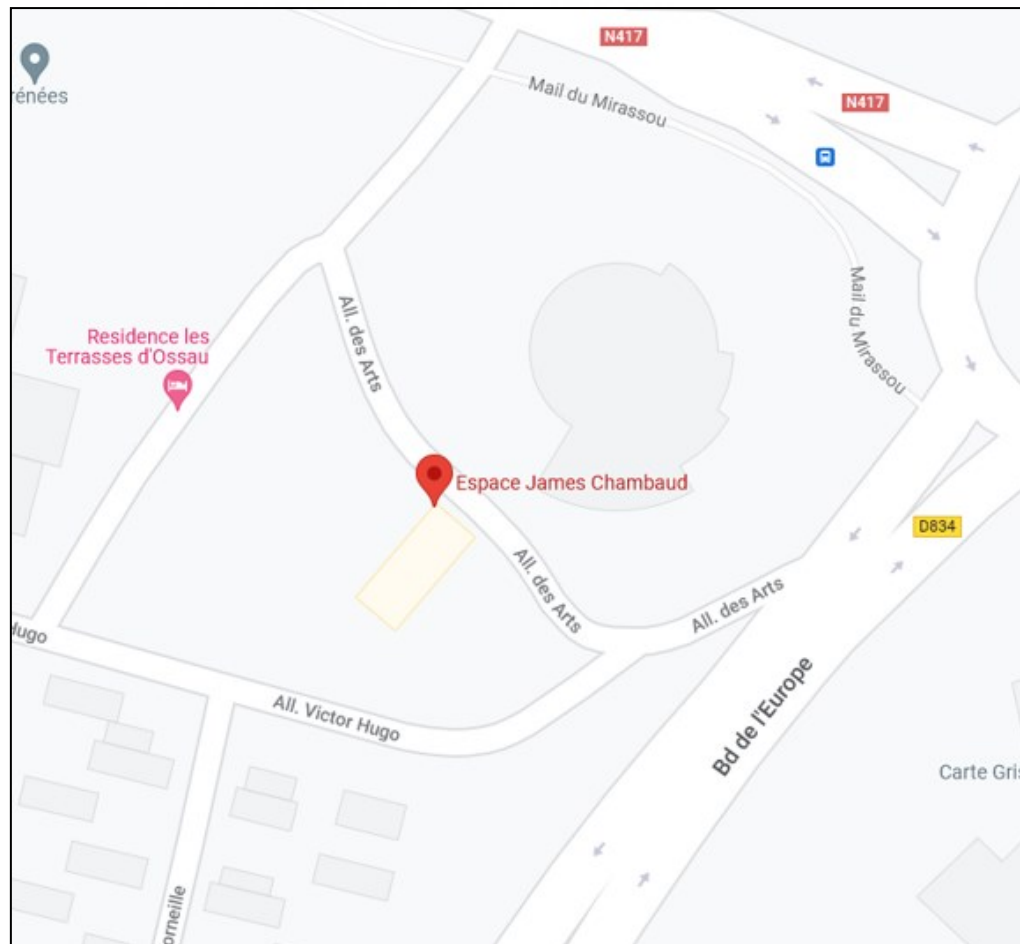 N417
Mail du Mirassou
N417
rénées
Mail du Mirassou
All. des Arts
Residence les
Terrasses d'Ossau
Espace James Chambaud
D834
All. des Arts
All. des Arts
Hugo
All. Victor Hugo
Bd de l'Europe
Carte Gris
orneille